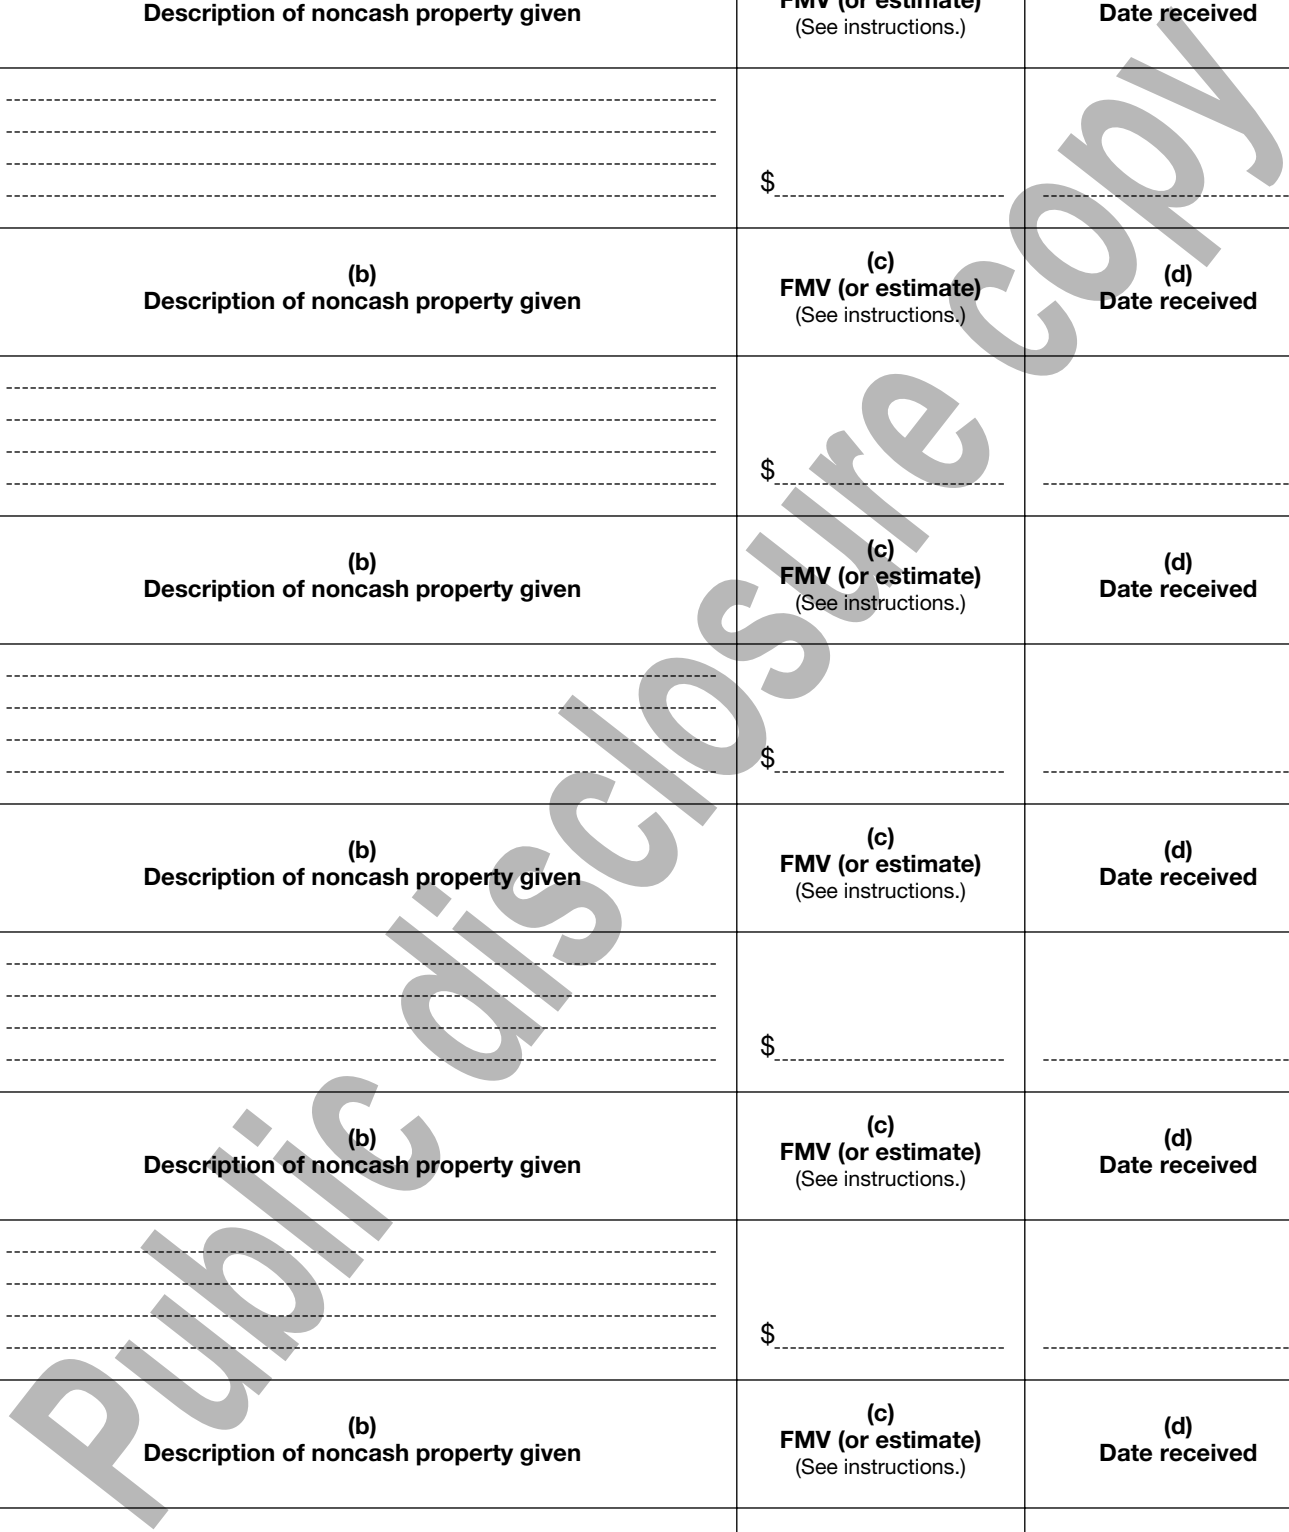 Description of noncash property given FMV (or estimate) Date received
(See instructions.)
$
(b) (c) (d)
Description of noncash property given FMV (or estimate) Date received
(See instructions.)
$
(b) (c) (d)
Description of noncash property given FMV (or estimate) Date received
(See instructions.)
$
(b) (c) (d)
Description of noncash property given FMV (or estimate) Date received
(See instructions.)
$
(b) (c) (d)
Description of noncash property given FMV (or estimate) Date received
(See instructions.)
$
(b) (c) (d)
Description of noncash property given FMV (or estimate) Date received
(See instructions.)
Public disclosure copy